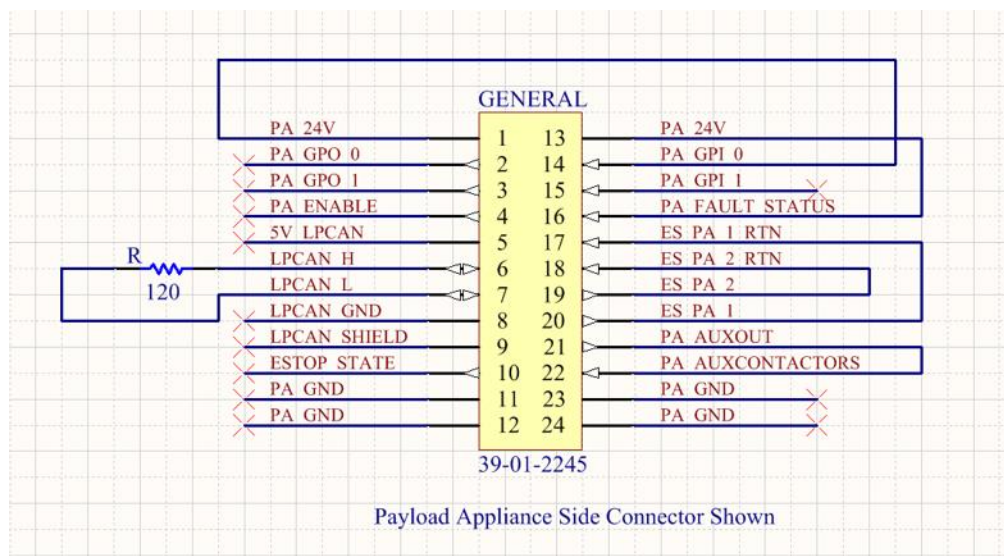 GENERAL
PA 24V 1 13 PA 24V
PA GPO 0 2 14 PA GPI 0
PA GPO 1 3 15 PA GPI 1
PA ENABLE 4 16 PA FAULT STATUS
5V LPCAN 5 17 ES PA 1 RTN
R LPCAN H 6 18 ES PA 2 RTN
120 LPCAN L 7 19 ES PA 2
LPCAN GND 8 20 ES PA 1
LPCAN SHIELD 9 21 PA AUXOUT
ESTOP STATE 10 22 PA AUXCONTACTORS
PA GND 11 23 PA GND
PA GND 12 24 PA GND
39-01-2245
Payload Appliance Side Connector Shown